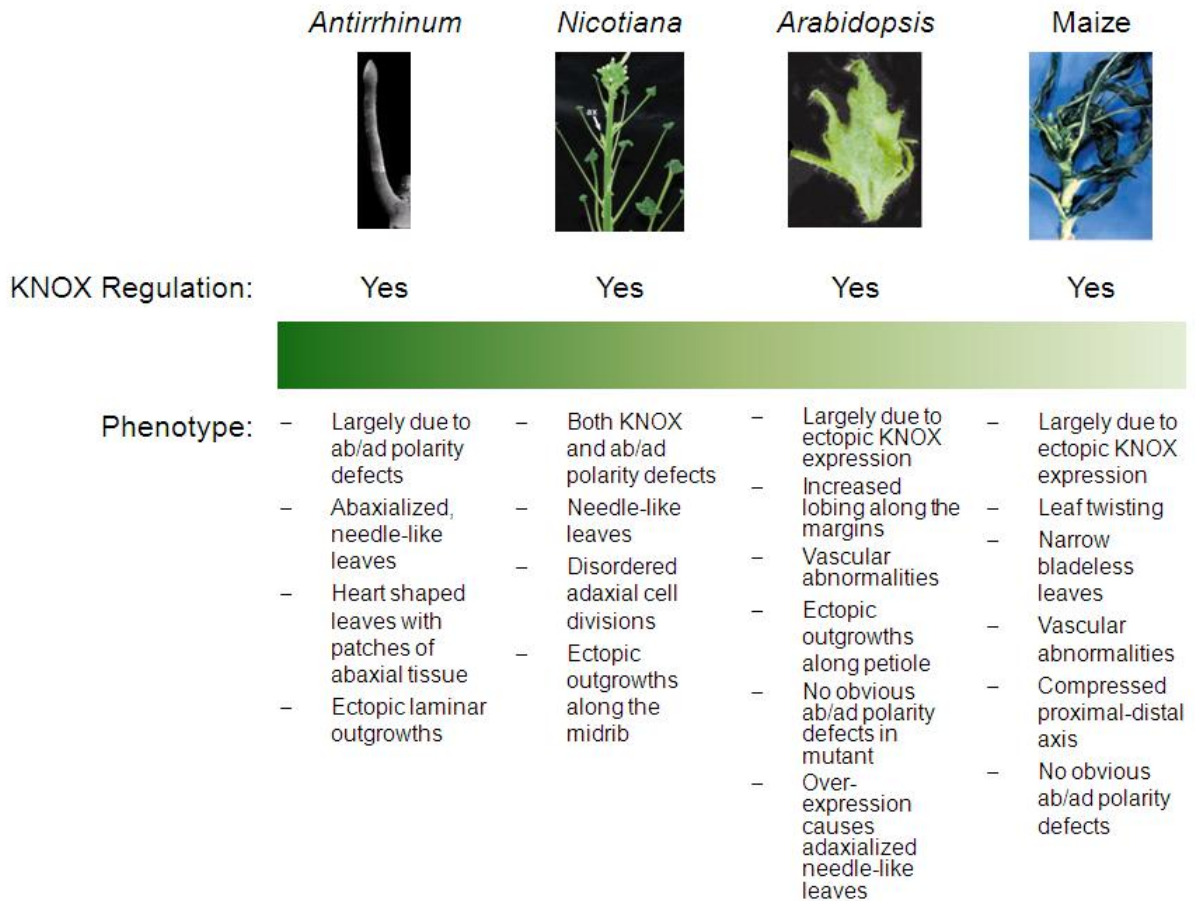 Antirrhinum
Nicotiana
Arabidopsis
Maize
ax
KNOX Regulation:
Yes
Yes
Yes
Yes
Phenotype:
– Largely due to
ab/ad polarity
defects
– Abaxialized,
needle-like
leaves
– Heart shaped
leaves with
patches of
abaxial tissue
– Ectopic laminar
outgrowths
– Both KNOX
and ab/ad
polarity defects
– Needle-like
leaves
– Disordered
adaxial cell
divisions
– Ectopic
outgrowths
along the
midrib
– Largely due to
ectopic KNOX
expression
– Increased
lobing along the
margins
– Vascular
abnormalities
– Ectopic
outgrowths
along petiole
– No obvious
ab/ad polarity
defects in
mutant
– Over-
expression
causes
adaxialized
needle-like
leaves
– Largely due to
ectopic KNOX
expression
– Leaf twisting
– Narrow
bladeless
leaves
– Vascular
abnormalities
– Compressed
proximal-distal
axis
– No obvious
ab/ad polarity
defects